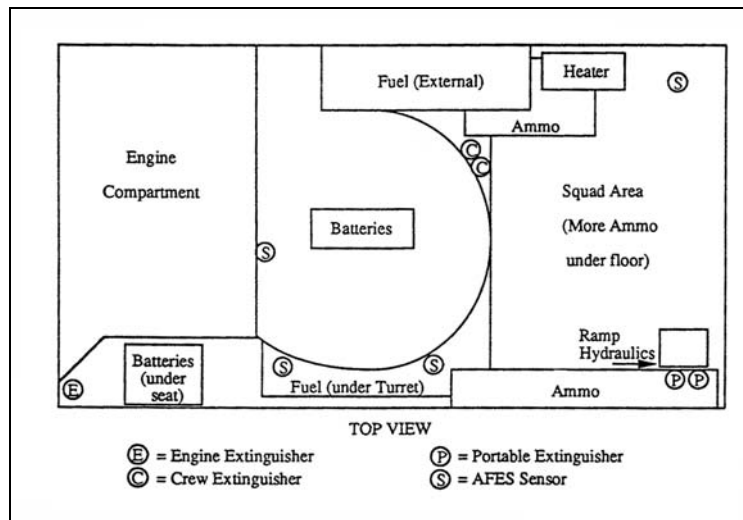 Fuel (External)
Heater
S
Ammo
Engine
Compartment
C
C
Squad Area
(More Ammo
under floor)
Batteries
S
Ramp
Hydraulics
Batteries
(under
seat)
S
S
E
Fuel (under Turret)
Ammo
P P
TOP VIEW
E = Engine Extinguisher
P = Portable Extinguisher
C = Crew Extinguisher
S = AFES Sensor